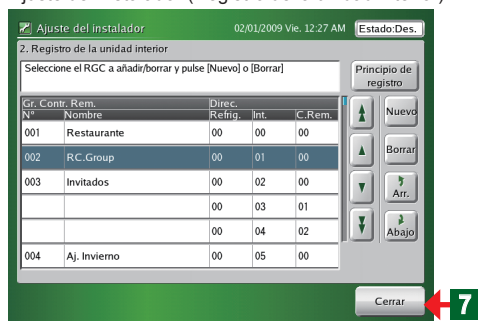 Ajuste del instalador 02/01/2009 Vie. 12:27 AM Estado:Des.
2. Registro de la unidad interior
Seleccione el RGC a añadir/borrar y pulse [Nuevo] o [Borrar]
Principio de
registro
Gr. Contr. Rem. Direc.
Nº Nombre Refrig. Int. C.Rem.
001 Restaurante 00 00 00
002 RC.Group 00 01 00
003 Invitados 00 02 00
00 03 01
00 04 02
004 Aj. Invierno 00 05 00
Nuevo
Borrar
Arr.
Abajo
Cerrar
7